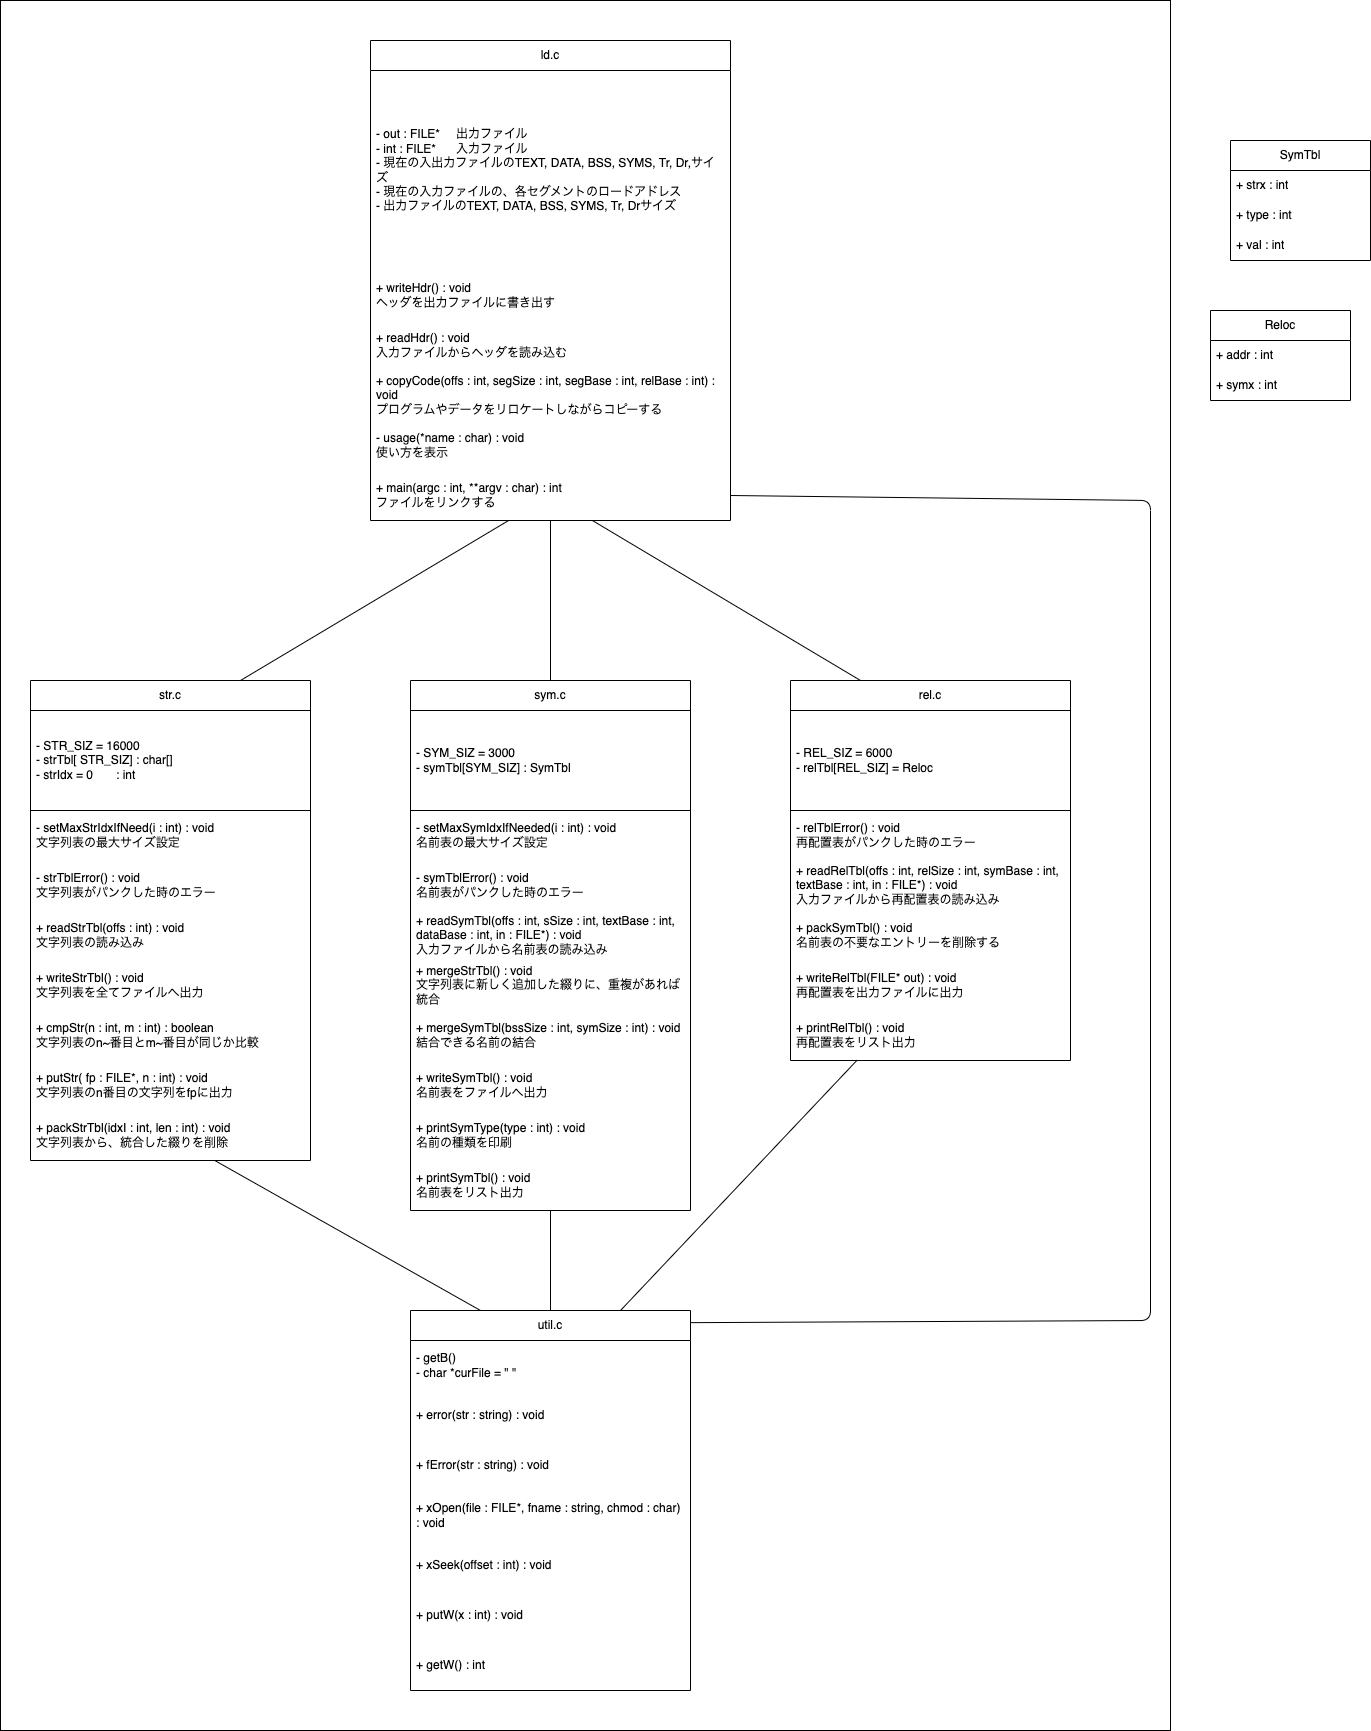 ld.c
- out : FILE*     出力ファイル
- int : FILE*      入力ファイル
- 現在の入出力ファイルのTEXT, DATA, BSS, SYMS, Tr, Dr,サイ
ズ
- 現在の入力ファイルの、各セグメントのロードアドレス
- 出力ファイルのTEXT, DATA, BSS, SYMS, Tr, Drサイズ
+ writeHdr() : void
ヘッダを出力ファイルに書き出す
+ readHdr() : void
入力ファイルからヘッダを読み込む
+ copyCode(offs : int, segSize : int, segBase : int, relBase : int) :
void
プログラムやデータをリロケートしながらコピーする
- usage(*name : char) : void
使い方を表示
+ main(argc : int, **argv : char) : int
ファイルをリンクする
SymTbl
+ strx : int
+ type : int
+ val : int
Reloc
+ addr : int
+ symx : int
str.c
- STR_SIZ = 16000
- strTbl[ STR_SIZ] : char[]
- strIdx = 0       : int
- setMaxStrIdxIfNeed(i : int) : void
文字列表の最大サイズ設定
- strTblError() : void
文字列表がパンクした時のエラー
+ readStrTbl(offs : int) : void
文字列表の読み込み
+ writeStrTbl() : void
文字列表を全てファイルへ出力
+ cmpStr(n : int, m : int) : boolean
文字列表のn~番目とm~番目が同じか比較
+ putStr( fp : FILE*, n : int) : void
文字列表のn番目の文字列をfpに出力
+ packStrTbl(idxI : int, len : int) : void
文字列表から、統合した綴りを削除
sym.c
- SYM_SIZ = 3000
- symTbl[SYM_SIZ] : SymTbl
- setMaxSymIdxIfNeeded(i : int) : void
名前表の最大サイズ設定
- symTblError() : void
名前表がパンクした時のエラー
+ readSymTbl(offs : int, sSize : int, textBase : int,
dataBase : int, in : FILE*) : void
入力ファイルから名前表の読み込み
+ mergeStrTbl() : void
文字列表に新しく追加した綴りに、重複があれば
統合
+ mergeSymTbl(bssSize : int, symSize : int) : void
結合できる名前の結合
+ writeSymTbl() : void
名前表をファイルへ出力
+ printSymType(type : int) : void
名前の種類を印刷
+ printSymTbl() : void
名前表をリスト出力
rel.c
- REL_SIZ = 6000
- relTbl[REL_SIZ] = Reloc
- relTblError() : void
再配置表がパンクした時のエラー
+ readRelTbl(offs : int, relSize : int, symBase : int,
textBase : int, in : FILE*) : void
入力ファイルから再配置表の読み込み
+ packSymTbl() : void
名前表の不要なエントリーを削除する
+ writeRelTbl(FILE* out) : void
再配置表を出力ファイルに出力
+ printRelTbl() : void
再配置表をリスト出力
util.c
- getB()
- char *curFile = " "
+ error(str : string) : void
+ fError(str : string) : void
+ xOpen(file : FILE*, fname : string, chmod : char)
: void
+ xSeek(offset : int) : void
+ putW(x : int) : void
+ getW() : int